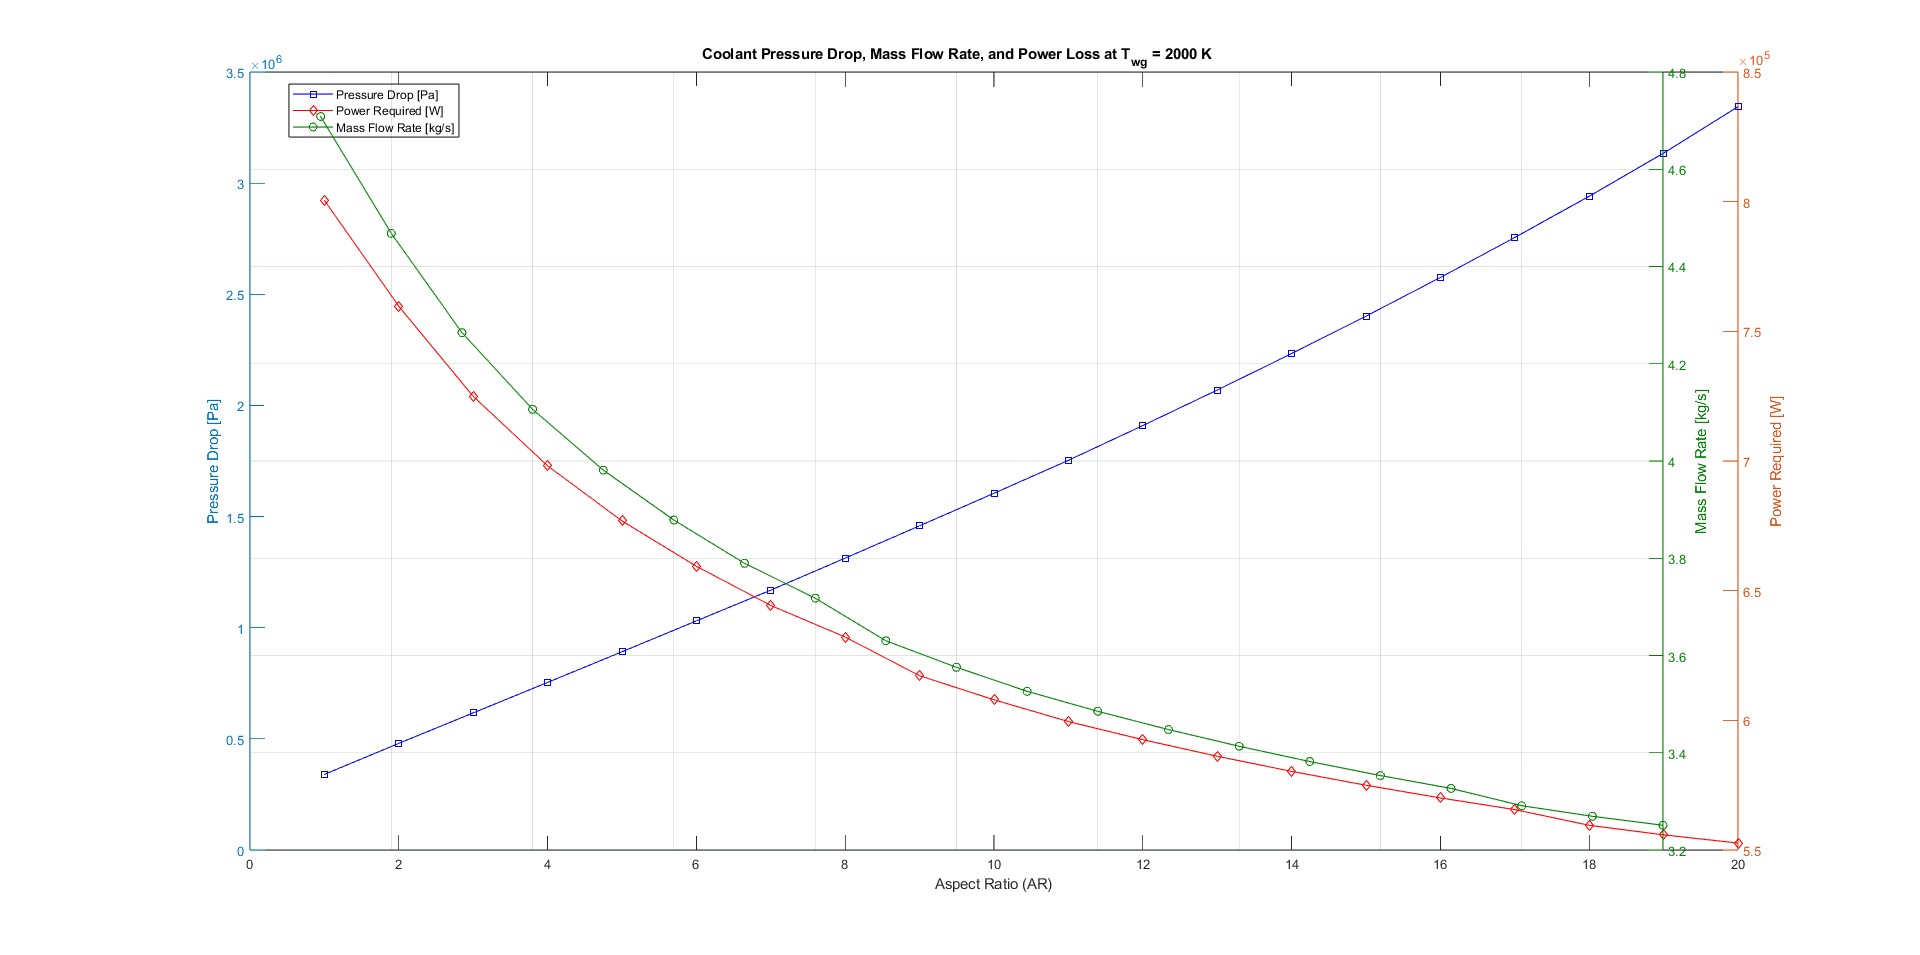 Coolant Pressure Drop, Mass Flow Rate, and Power Loss at Twg = 2000 K
×10^6
×10^5
Pressure Drop [Pa]
Power Required [W]
Mass Flow Rate [kg/s]
3.5
3
2.5
2
1.5
1
0.5
0
Pressure Drop [Pa]
4.8
4.6
4.4
4.2
4
3.8
3.6
3.4
3.2
Mass Flow Rate [kg/s]
8.5
8
7.5
7
6.5
6
5.5
Power Required [W]
0 2 4 6 8 10 12 14 16 18 20
Aspect Ratio (AR)